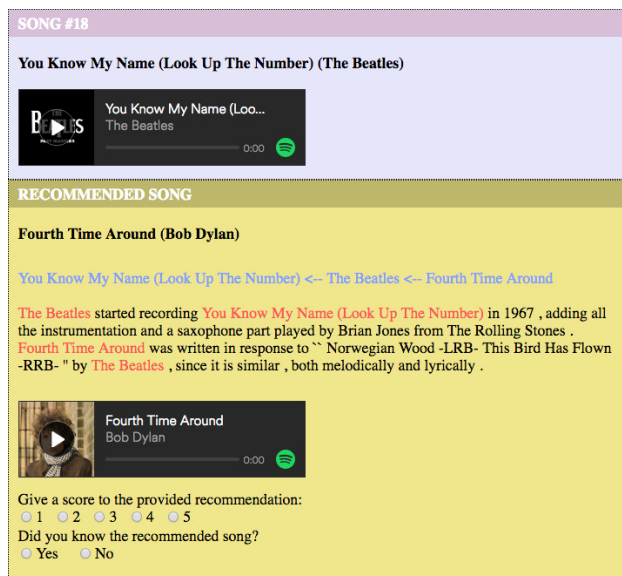 SONG #18
You Know My Name (Look Up The Number) (The Beatles)
You Know My Name (Loo...
The Beatles
0:00
RECOMMENDED SONG
Fourth Time Around (Bob Dylan)
You Know My Name (Look Up The Number) <-- The Beatles <-- Fourth Time Around
The Beatles started recording You Know My Name (Look Up The Number) in 1967 , adding all
the instrumentation and a saxophone part played by Brian Jones from The Rolling Stones .
Fourth Time Around was written in response to `` Norwegian Wood -LRB- This Bird Has Flown
-RRB- '' by The Beatles , since it is similar , both melodically and lyrically .
Fourth Time Around
Bob Dylan
0:00
Give a score to the provided recommendation:
1 2 3 4 5
Did you know the recommended song?
Yes No